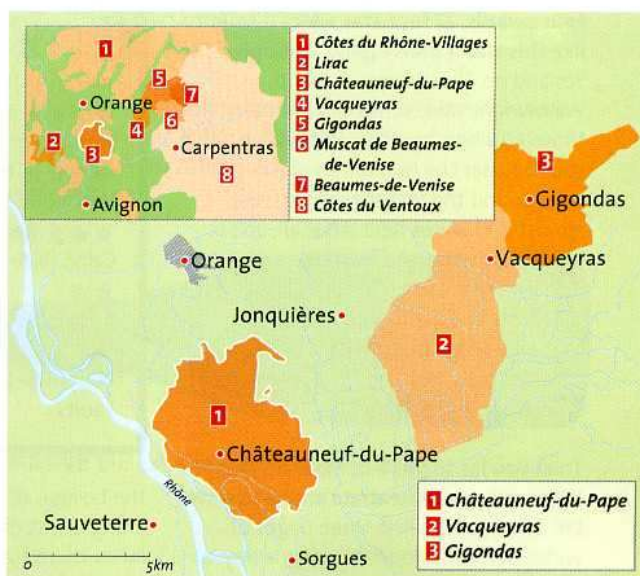 1 Côtes du Rhône-Villages
2 Lirac
3 Châteauneuf-du-Pape
4 Vacqueyras
5 Gigondas
6 Muscat de Beaumes-
de-Venise
7 Beaumes-de-Venise
8 Côtes du Ventoux
1
5
7
Orange
2
3
4
6
Carpentras
8
Avignon
3
Gigondas
Orange
Vacqueyras
Jonquières
2
1
Châteauneuf-du-Pape
Rhône
Sauveterre
0 5km
Sorgues
1 Châteauneuf-du-Pape
2 Vacqueyras
3 Gigondas